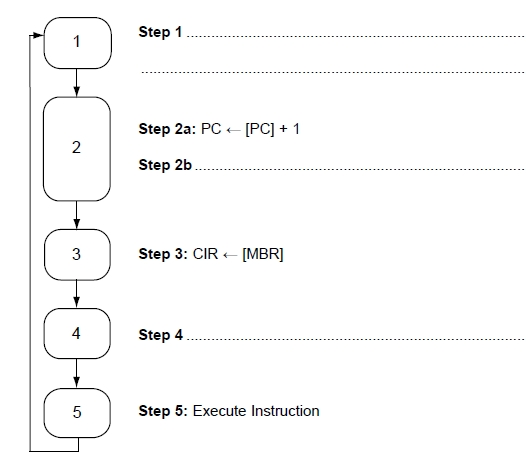 1
Step 1 ........................................................................
........................................................................
2
Step 2a: PC ← [PC] + 1
Step 2b ........................................................................
3
Step 3: CIR ← [MBR]
4
Step 4 ........................................................................
5
Step 5: Execute Instruction